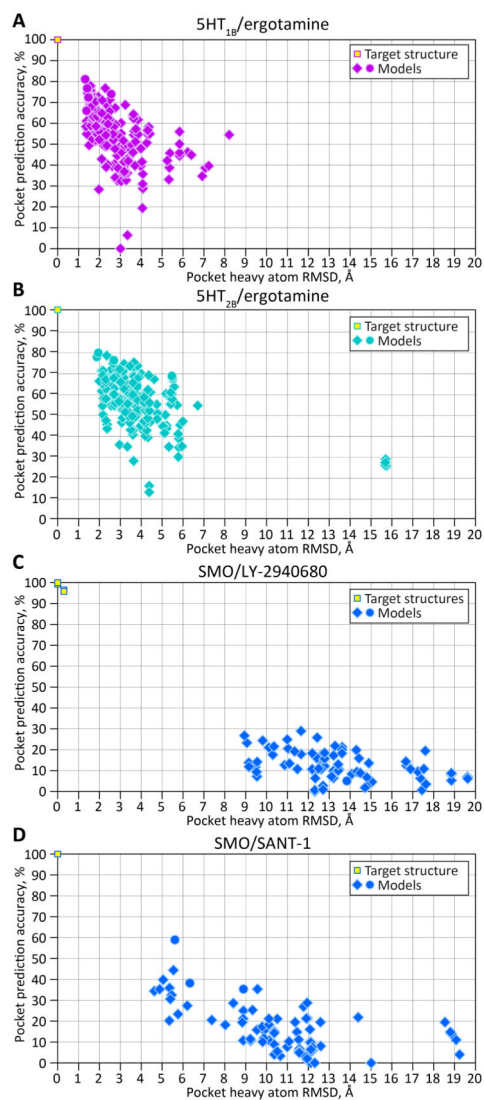 A
5HT1B/ergotamine
Target structure
Models
Pocket prediction accuracy, %
100
90
80
70
60
50
40
30
20
10
0
0 1 2 3 4 5 6 7 8 9 10 11 12 13 14 15 16 17 18 19 20
Pocket heavy atom RMSD, Å
B
5HT2B/ergotamine
Target structure
Models
Pocket prediction accuracy, %
100
90
80
70
60
50
40
30
20
10
0
0 1 2 3 4 5 6 7 8 9 10 11 12 13 14 15 16 17 18 19 20
Pocket heavy atom RMSD, Å
C
SMO/LY-2940680
Target structures
Models
Pocket prediction accuracy, %
100
90
80
70
60
50
40
30
20
10
0
0 1 2 3 4 5 6 7 8 9 10 11 12 13 14 15 16 17 18 19 20
Pocket heavy atom RMSD, Å
D
SMO/SANT-1
Target structures
Models
Pocket prediction accuracy, %
100
90
80
70
60
50
40
30
20
10
0
0 1 2 3 4 5 6 7 8 9 10 11 12 13 14 15 16 17 18 19 20
Pocket heavy atom RMSD, Å